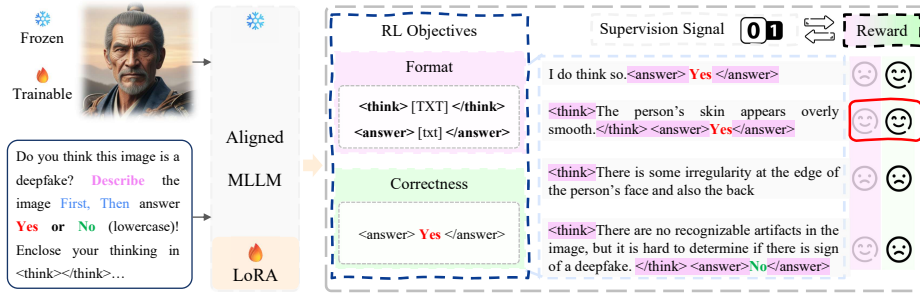 Frozen
Trainable
Do you think this image is a
deepfake? Describe the
image First, Then answer
Yes or No (lowercase)!
Enclose your thinking in
<think></think>…
Aligned
MLLM
LoRA
RL Objectives
Format
<think> [TXT] </think>
<answer> [txt] </answer>
Correctness
<answer> Yes </answer>
Supervision Signal
0 1
Reward
I do think so.<answer> Yes </answer>
<think>The person's skin appears overly
smooth.</think> <answer>Yes</answer>
<think>There is some irregularity at the edge of
the person's face and also the back
<think>There are no recognizable artifacts in the
image, but it is hard to determine if there is sign
of a deepfake. </think> <answer>No</answer>